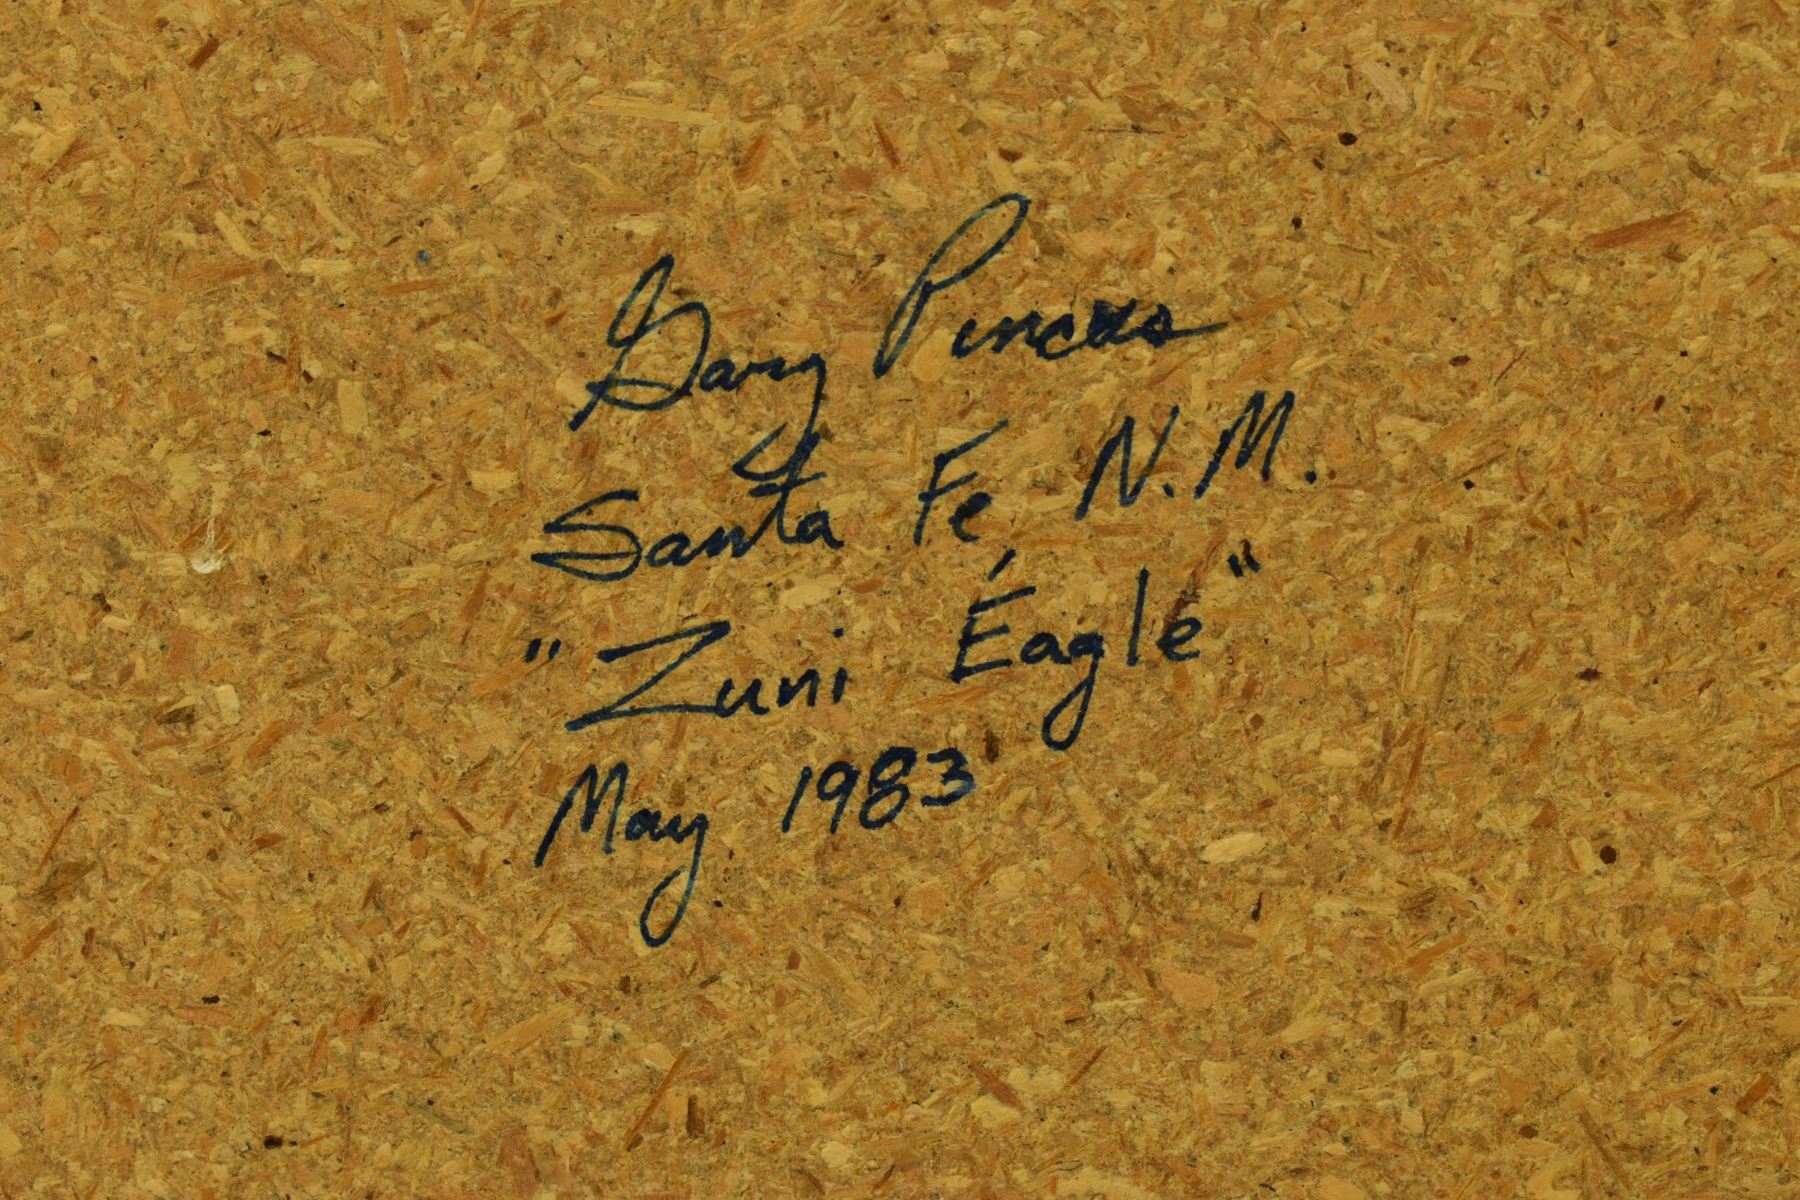 Gary Pincus
Santa Fe, N.M.
"Zuni Éagle"
May 1983